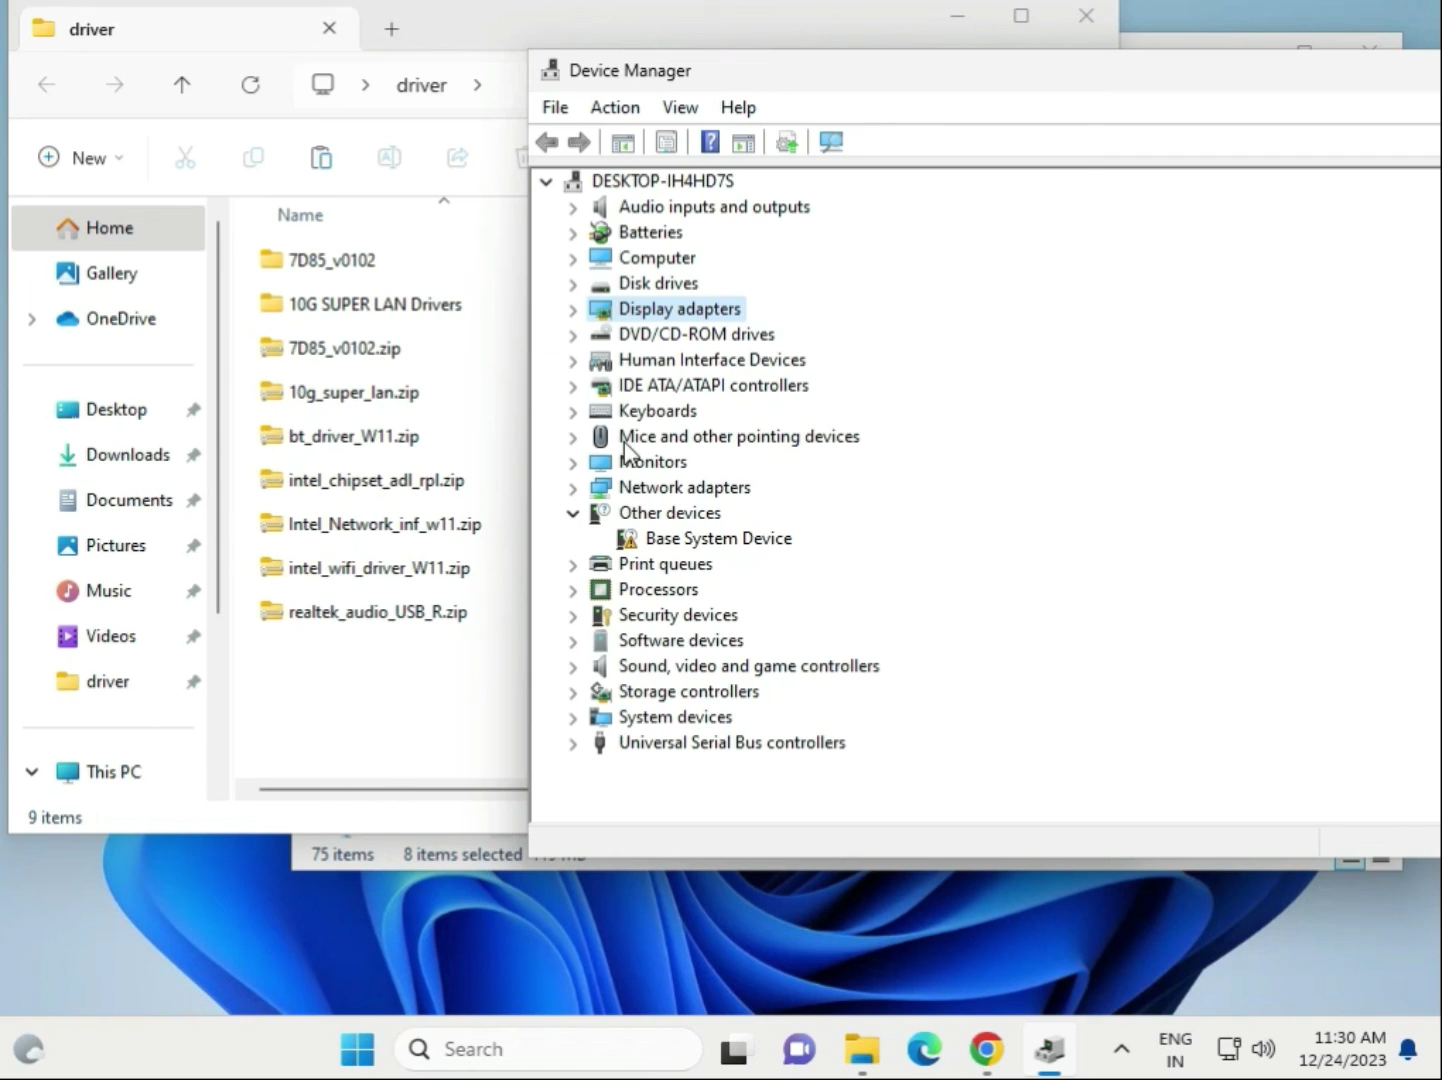 driver
driver
New
Home
Gallery
OneDrive
Desktop
Downloads
Documents
Pictures
Music
Videos
driver
This PC
9 items
Name
7D85_v0102
10G SUPER LAN Drivers
7D85_v0102.zip
10g_super_lan.zip
bt_driver_W11.zip
intel_chipset_adl_rpl.zip
Intel_Network_inf_w11.zip
intel_wifi_driver_W11.zip
realtek_audio_USB_R.zip
75 items 8 items selected
Device Manager
File Action View Help
DESKTOP-IH4HD7S
Audio inputs and outputs
Batteries
Computer
Disk drives
Display adapters
DVD/CD-ROM drives
Human Interface Devices
IDE ATA/ATAPI controllers
Keyboards
Mice and other pointing devices
Monitors
Network adapters
Other devices
Base System Device
Print queues
Processors
Security devices
Software devices
Sound, video and game controllers
Storage controllers
System devices
Universal Serial Bus controllers
Search
ENG
IN
11:30 AM
12/24/2023